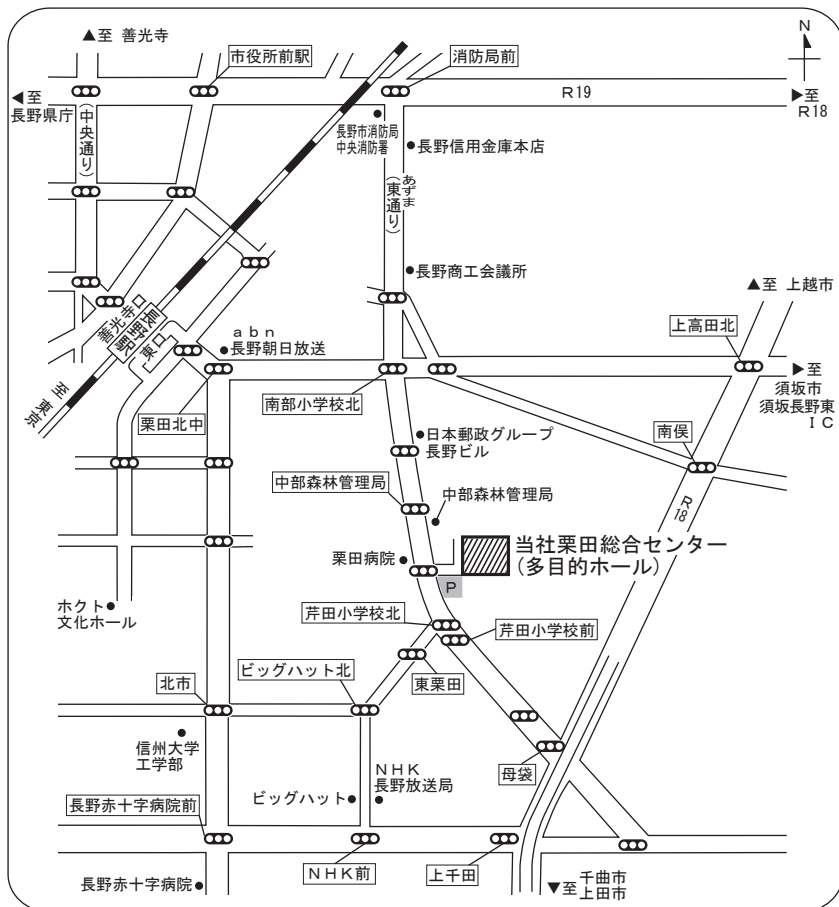 ▲至 善光寺
市役所前駅
消防局前
N
◀至
長野県庁
(中央通り)
R19
▶至
R18
長野市消防局
中央消防署
長野信用金庫本店
あずま
(東通り)
長野商工会議所
▲至 上越市
善光寺口
長野駅
東口
abn
長野朝日放送
上高田北
至 東京
栗田北中
南部小学校北
▶至
須坂市
須坂長野東
IC
日本郵政グループ
長野ビル
南俣
中部森林管理局
中部森林管理局
R18
栗田病院
当社栗田総合センター
(多目的ホール)
P
ホクト
文化ホール
芹田小学校北
芹田小学校前
北市
ビッグハット北
東栗田
信州大学
工学部
母袋
NHK
長野放送局
ビッグハット
長野赤十字病院前
NHK前
上千田
長野赤十字病院
▼至 千曲市
上田市